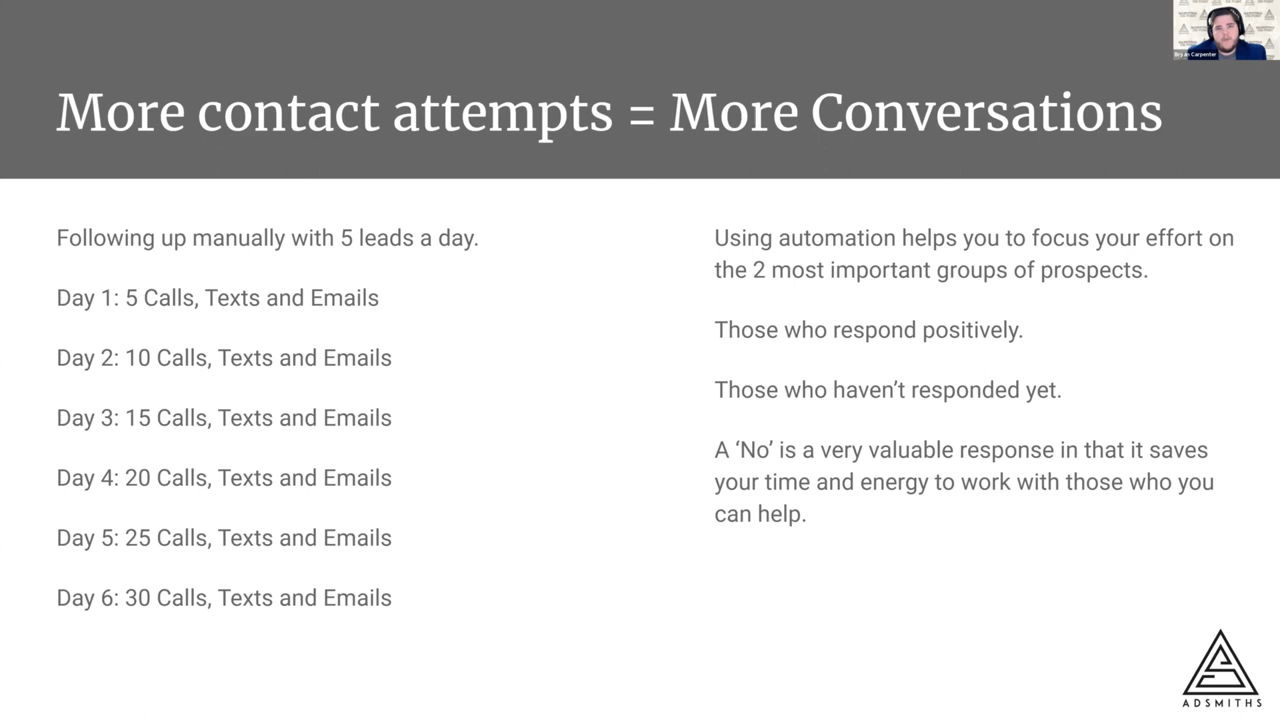 Bryan Carpenter
More contact attempts = More Conversations
Following up manually with 5 leads a day.
Day 1: 5 Calls, Texts and Emails
Day 2: 10 Calls, Texts and Emails
Day 3: 15 Calls, Texts and Emails
Day 4: 20 Calls, Texts and Emails
Day 5: 25 Calls, Texts and Emails
Day 6: 30 Calls, Texts and Emails
Using automation helps you to focus your effort on
the 2 most important groups of prospects.
Those who respond positively.
Those who haven’t responded yet.
A ‘No’ is a very valuable response in that it saves
your time and energy to work with those who you
can help.
ADSMITHS